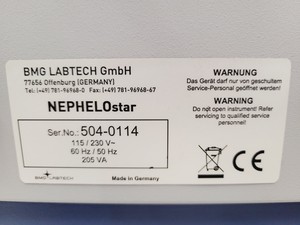 BMG LABTECH GmbH
77656 Offenburg (GERMANY)
Tel.: (+49) 781-96968-0 Fax: (+49) 781-96968-67
NEPHELOstar
Ser.No.: 504-0114
115 / 230 V~
60 Hz / 50 Hz
205 VA
BMG LABTECH
Made in Germany
WARNUNG
Das Gerät darf nur von geschultem
Service-Personal geöffnet werden!
WARNING
Do not open instrument! Refer
servicing to qualified service
personnel.
CE